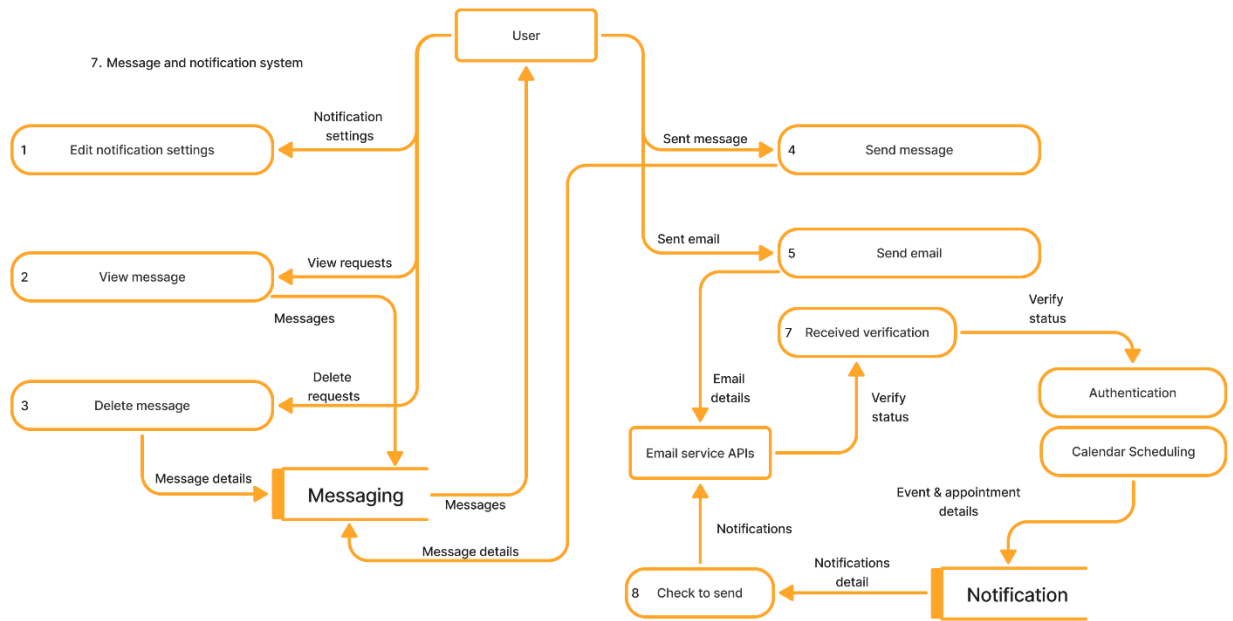 User
7. Message and notification system
Notification
settings
1 Edit notification settings
Sent message
4 Send message
Sent email
5 Send email
View requests
2 View message
Messages
Verify
status
7 Received verification
Delete
requests
3 Delete message
Email
details
Verify
status
Authentication
Email service APIs
Calendar Scheduling
Message details
Messaging
Messages
Event & appointment
details
Notifications
Message details
Notifications
detail
8 Check to send
Notification